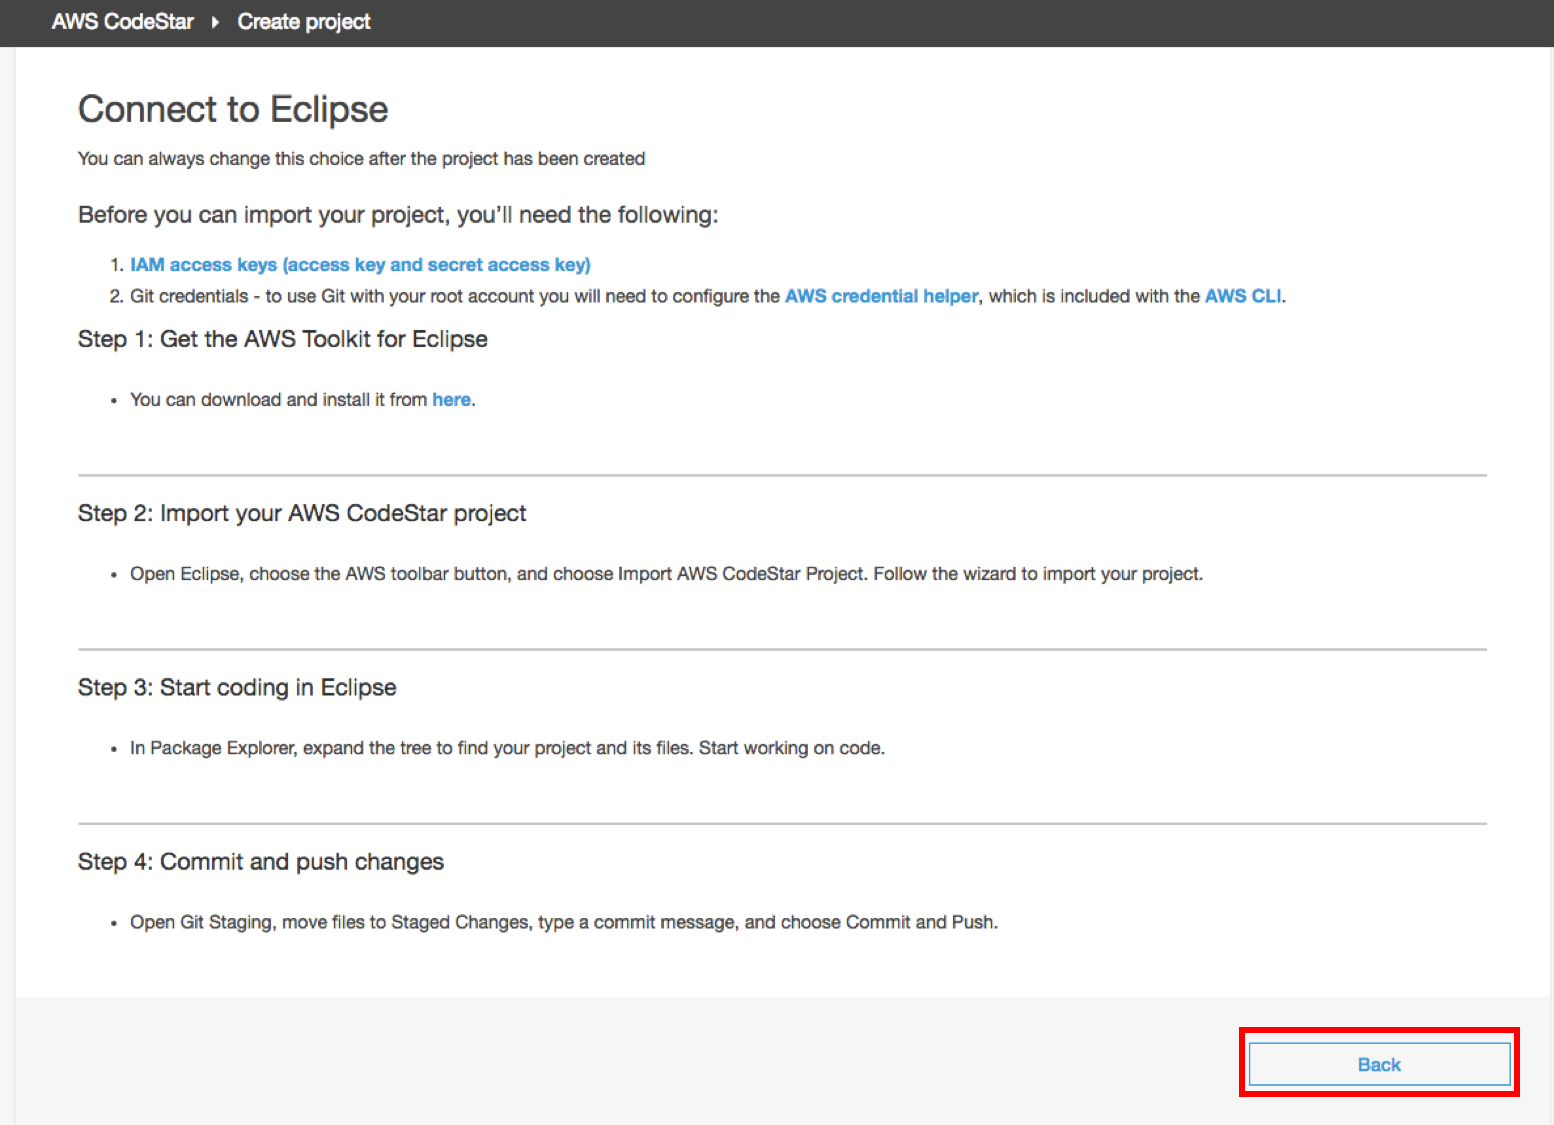 AWS CodeStar ▸ Create project
Connect to Eclipse
You can always change this choice after the project has been created
Before you can import your project, you'll need the following:
1. IAM access keys (access key and secret access key)
2. Git credentials - to use Git with your root account you will need to configure the AWS credential helper, which is included with the AWS CLI.
Step 1: Get the AWS Toolkit for Eclipse
• You can download and install it from here.
Step 2: Import your AWS CodeStar project
• Open Eclipse, choose the AWS toolbar button, and choose Import AWS CodeStar Project. Follow the wizard to import your project.
Step 3: Start coding in Eclipse
• In Package Explorer, expand the tree to find your project and its files. Start working on code.
Step 4: Commit and push changes
• Open Git Staging, move files to Staged Changes, type a commit message, and choose Commit and Push.
Back